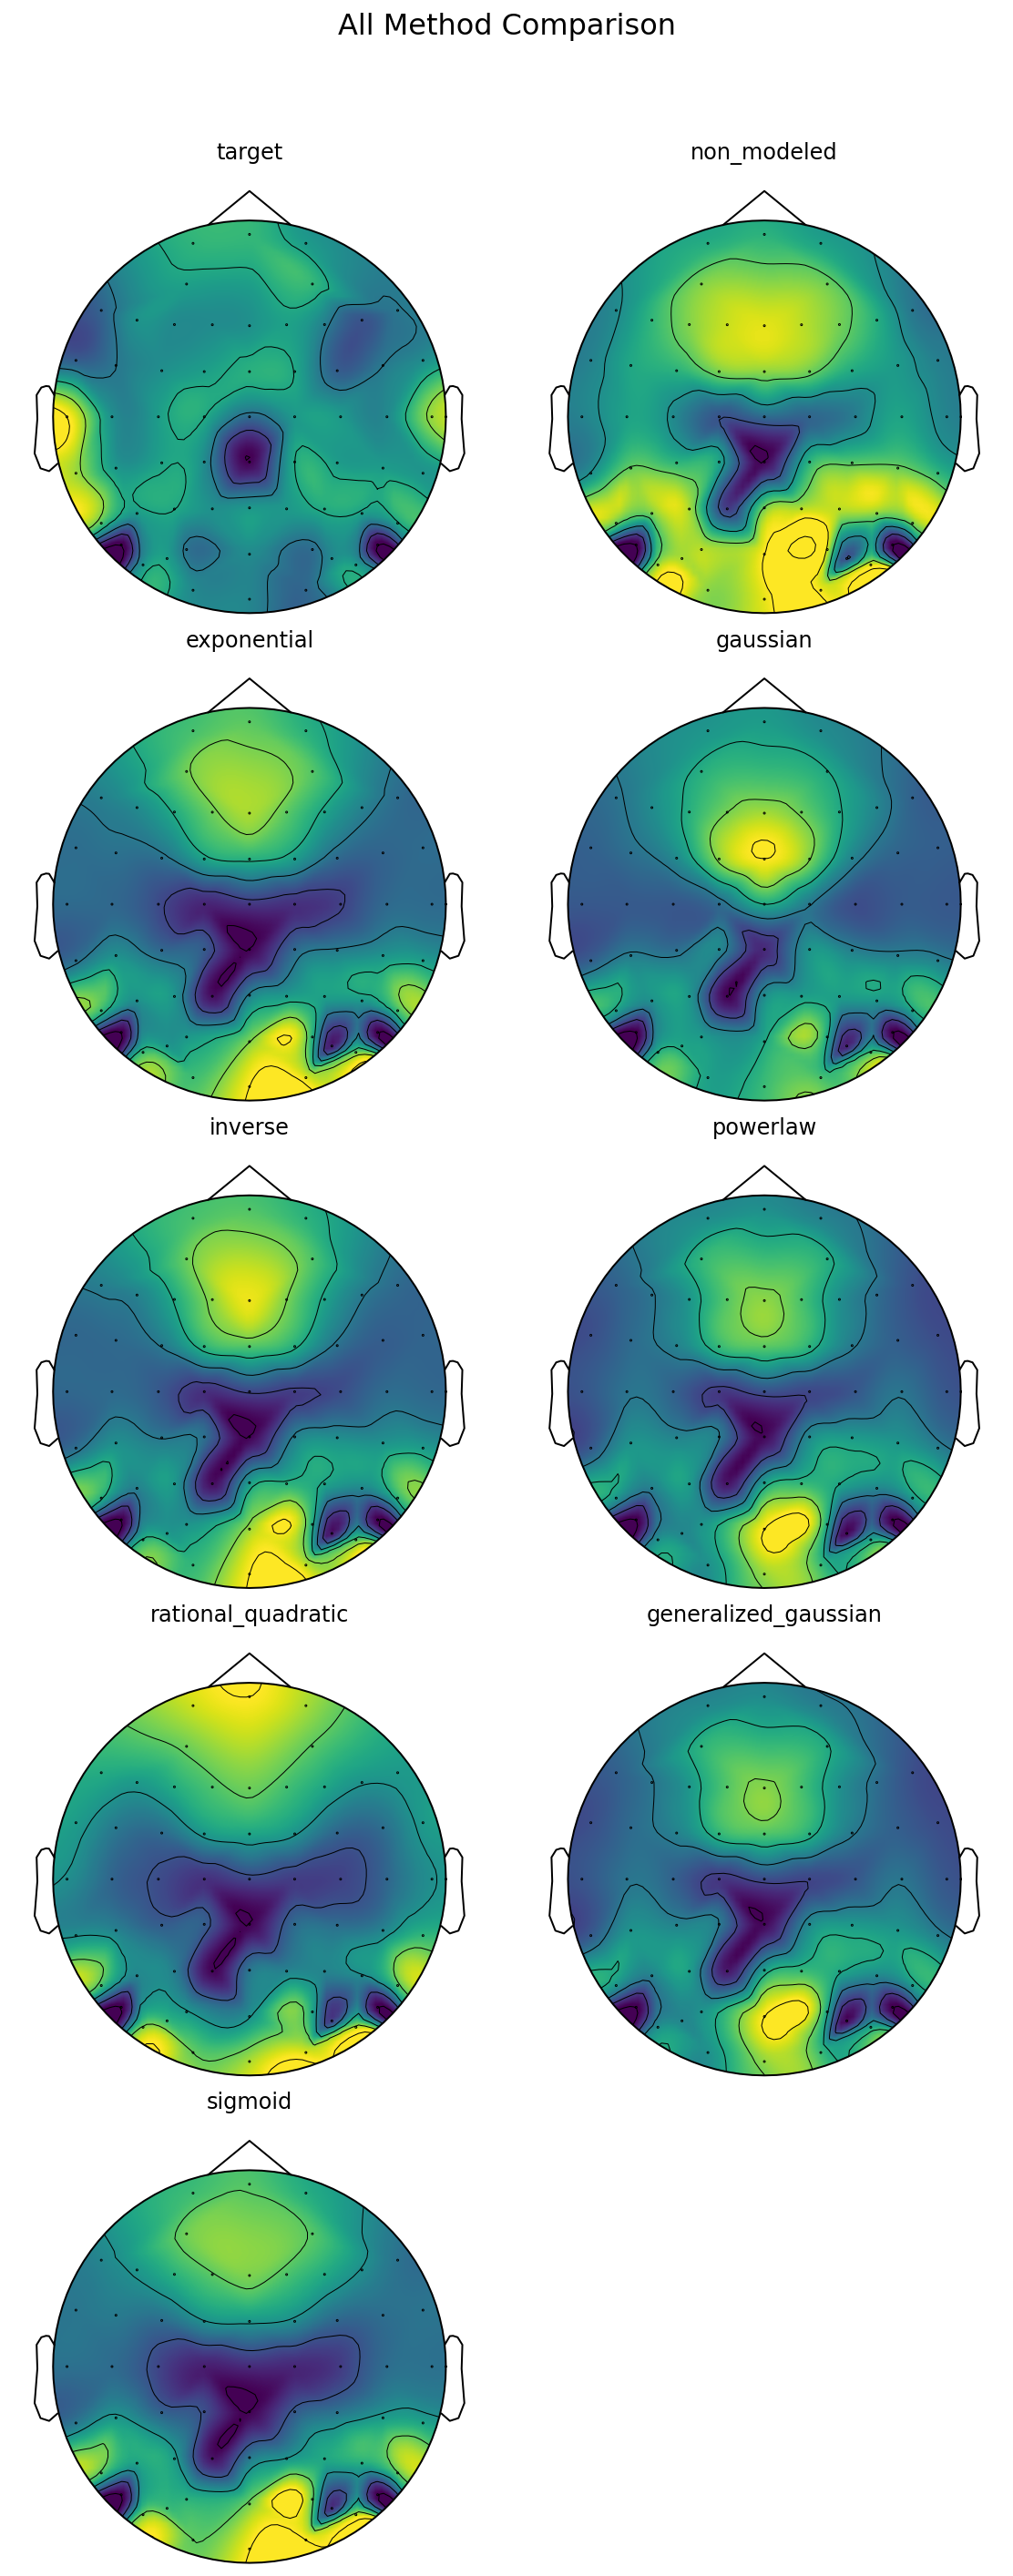 All Method Comparison
target
non_modeled
exponential
gaussian
inverse
powerlaw
rational_quadratic
generalized_gaussian
sigmoid